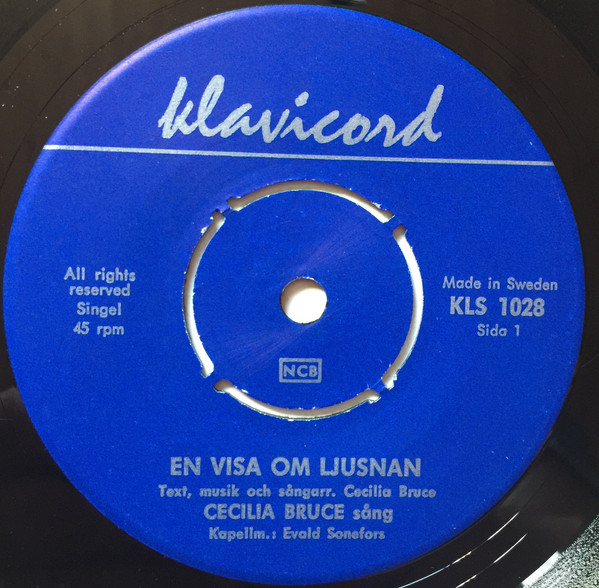 klavicord
All rights
reserved
Singel
45 rpm
Made in Sweden
KLS 1028
Sida 1
NCB
EN VISA OM LJUSNAN
Text, musik och sångarr. Cecilia Bruce
CECILIA BRUCE sång
Kapellm.: Evald Sonefors